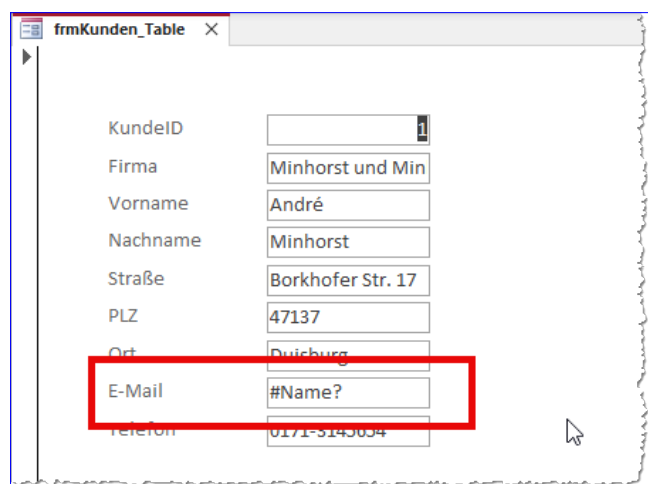 frmKunden_Table
KundeID 1
Firma Minhorst und Min
Vorname André
Nachname Minhorst
Straße Borkhofer Str. 17
PLZ 47137
Ort Duisburg
E-Mail #Name?
Telefon 0171-3145654